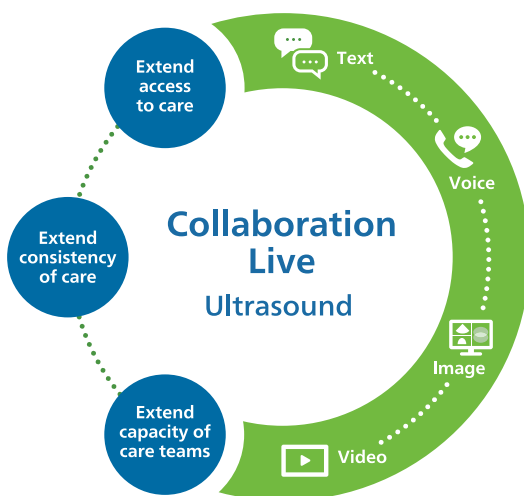 Extend
access
to care
Text
Voice
Collaboration
Live
Ultrasound
Extend
consistency
of care
Image
Extend
capacity of
care teams
Video